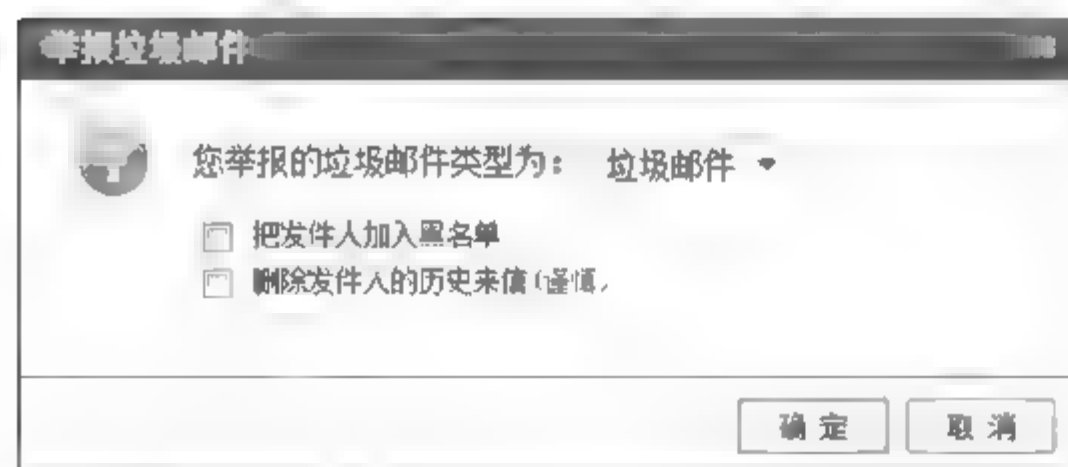 举报垃圾邮件
您举报的垃圾邮件类型为： 垃圾邮件
把发件人加入黑名单
删除发件人的历史来信（谨慎）
确 定 取 消